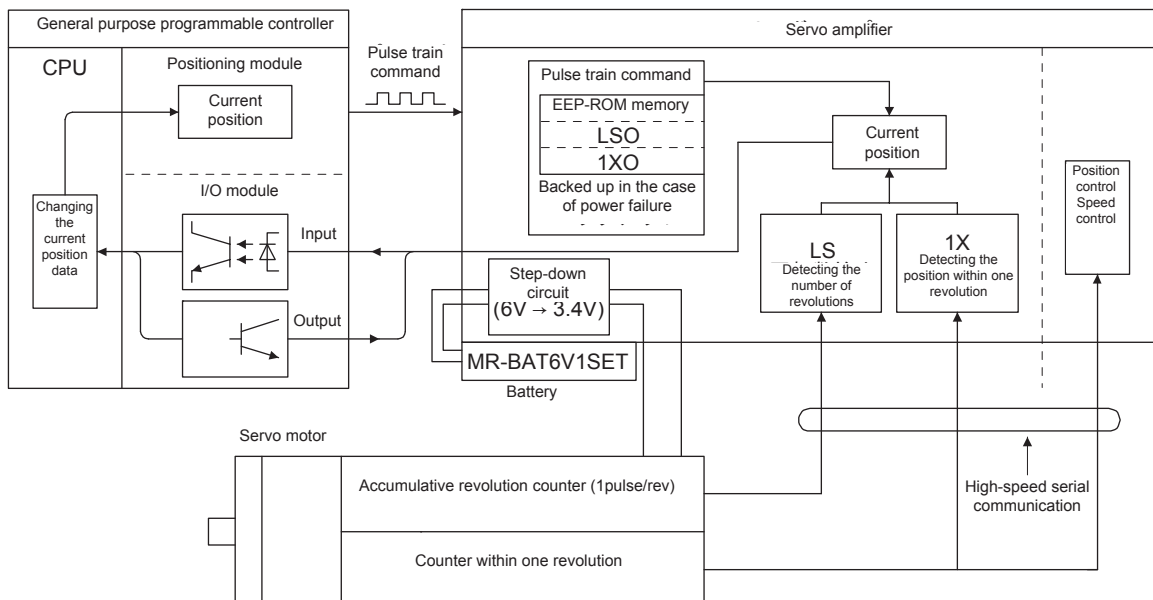 General purpose programmable controller
CPU
Positioning module
Current
position
I/O module
Changing
the
current
position
data
Input
Output
Pulse train
command
Servo amplifier
Pulse train command
EEP-ROM memory
LSO
1XO
Backed up in the case
of power failure
Current
position
LS
Detecting the
number of
revolutions
1X
Detecting the
position within one
revolution
Position
control
Speed
control
Step-down
circuit
(6V → 3.4V)
MR-BAT6V1SET
Battery
Servo motor
Accumulative revolution counter (1pulse/rev)
Counter within one revolution
High-speed serial
communication